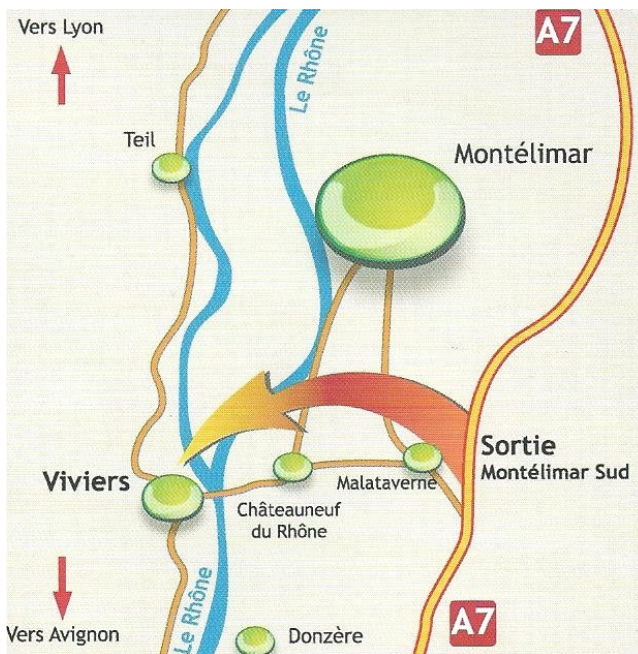 Vers Lyon
A7
Le Rhône
Teil
Montélimar
Sortie
Montélimar Sud
Viviers
Malataverne
Châteauneuf
du Rhône
Le Rhône
Vers Avignon
Donzère
A7